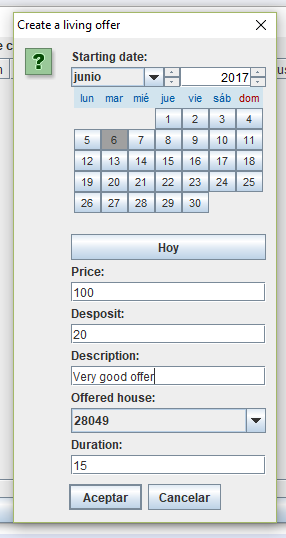 Create a living offer
?
Starting date:
junio 2017
lun mar mié jue vie sáb dom
1 2 3 4
5 6 7 8 9 10 11
12 13 14 15 16 17 18
19 20 21 22 23 24 25
26 27 28 29 30
Hoy
Price:
100
Desposit:
20
Description:
Very good offer
Offered house:
28049
Duration:
15
Aceptar Cancelar